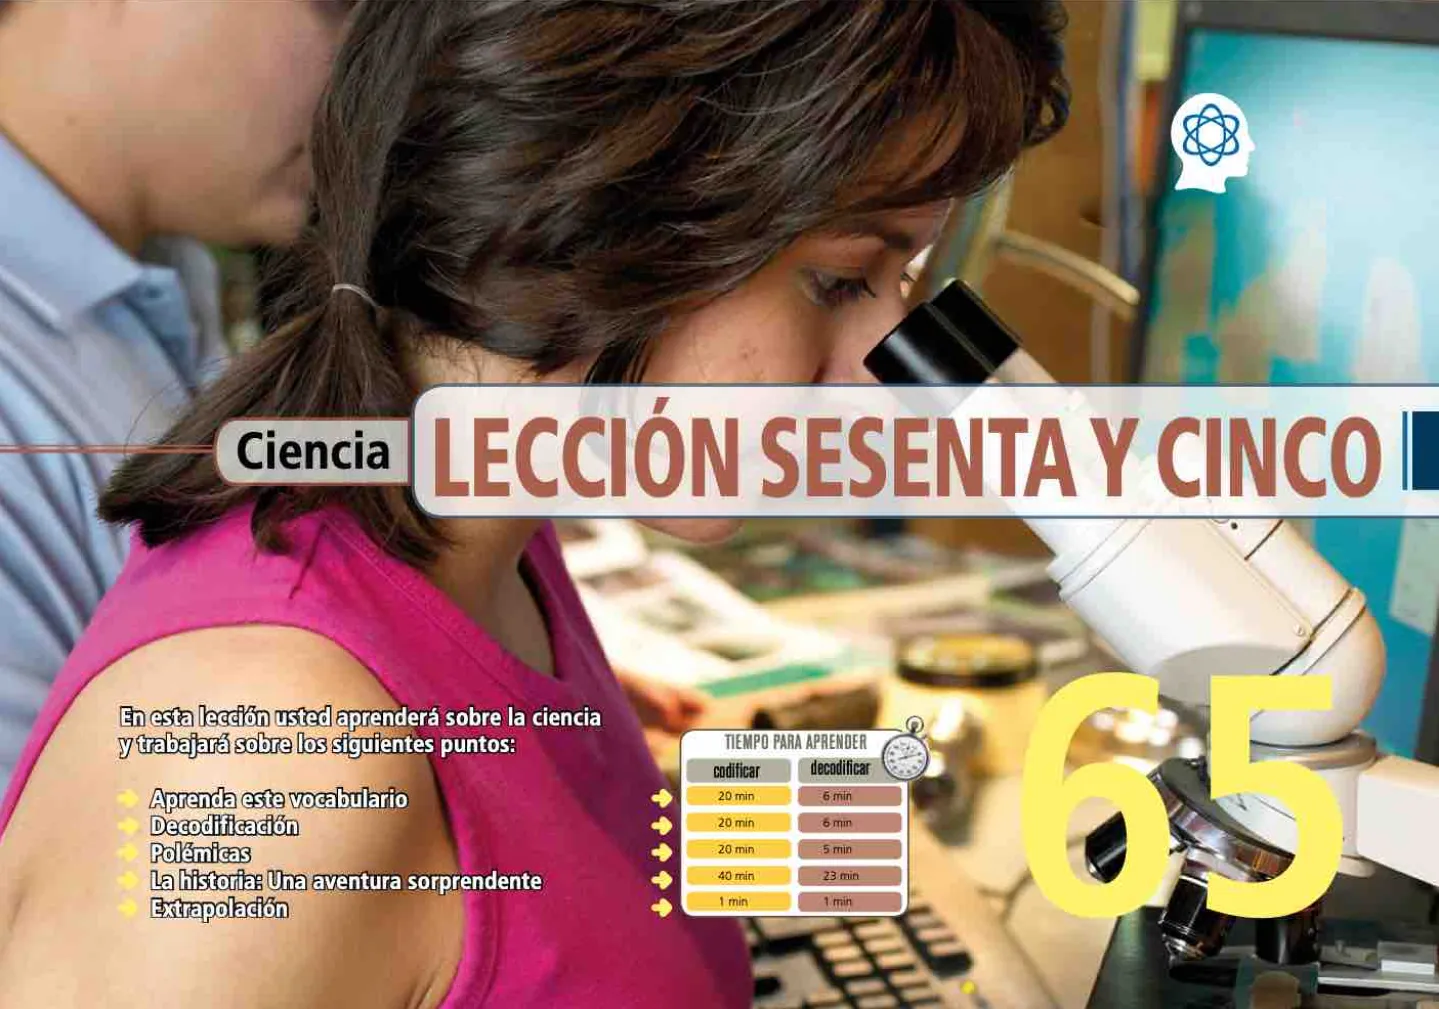 Ciencia
LECCIÓN SESENTA Y CINCO
En esta lección usted aprenderá sobre la ciencia
y trabajará sobre los siguientes puntos:
Aprenda este vocabulario
Decodificación
Polémicas
La historia: Una aventura sorprendente
Extrapolación
TIEMPO PARA APRENDER
codificar decodificar
20 min 6 min
20 min 6 min
20 min 5 min
40 min 23 min
1 min 1 min
65